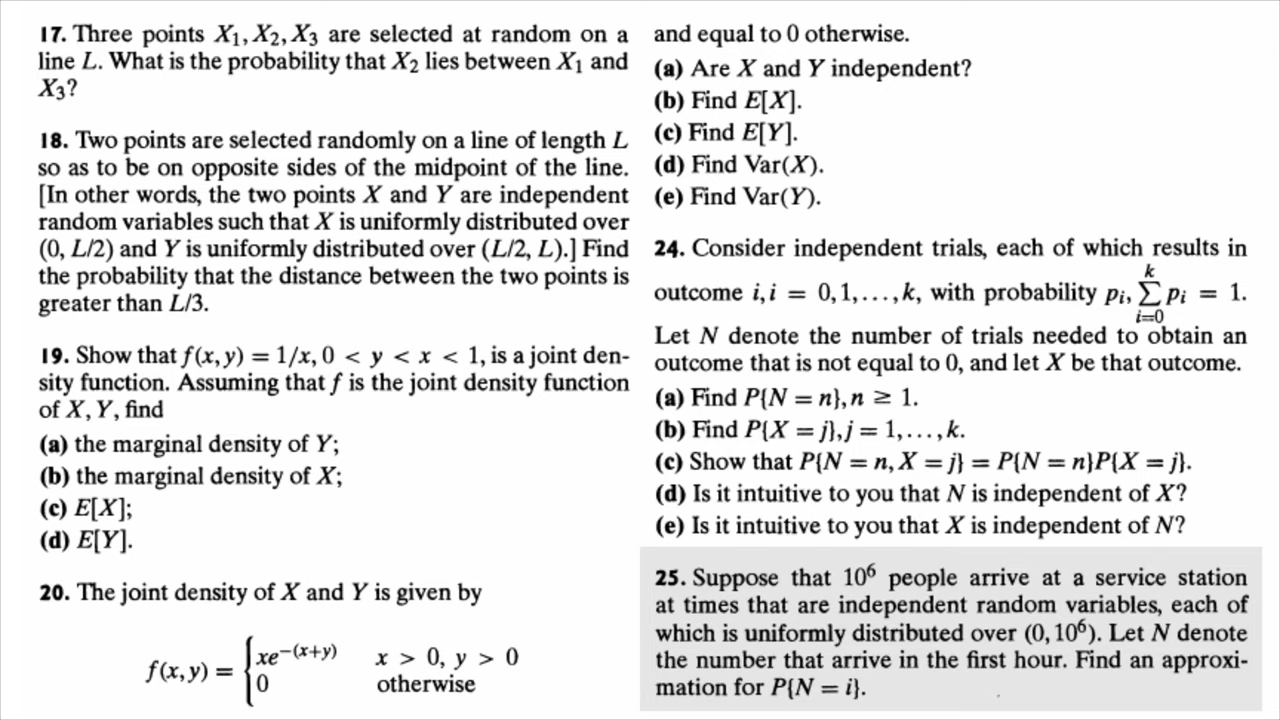 17. Three points X₁, X₂, X₃ are selected at random on a
line L. What is the probability that X₂ lies between X₁ and
X₃?
18. Two points are selected randomly on a line of length L
so as to be on opposite sides of the midpoint of the line.
[In other words, the two points X and Y are independent
random variables such that X is uniformly distributed over
(0, L/2) and Y is uniformly distributed over (L/2, L).] Find
the probability that the distance between the two points is
greater than L/3.
19. Show that f(x, y) = 1/x, 0 < y < x < 1, is a joint den-
sity function. Assuming that f is the joint density function
of X, Y, find
(a) the marginal density of Y;
(b) the marginal density of X;
(c) E[X];
(d) E[Y].
20. The joint density of X and Y is given by
f(x, y) = { xe^−(x+y) x > 0, y > 0
0 otherwise
and equal to 0 otherwise.
(a) Are X and Y independent?
(b) Find E[X].
(c) Find E[Y].
(d) Find Var(X).
(e) Find Var(Y).
24. Consider independent trials, each of which results in
outcome i, i = 0, 1, . . . , k, with probability pᵢ, ∑_{i=0}^{k} pᵢ = 1.
Let N denote the number of trials needed to obtain an
outcome that is not equal to 0, and let X be that outcome.
(a) Find P{N = n}, n ≥ 1.
(b) Find P{X = j}, j = 1, . . . , k.
(c) Show that P{N = n, X = j} = P{N = n}P{X = j}.
(d) Is it intuitive to you that N is independent of X?
(e) Is it intuitive to you that X is independent of N?
25. Suppose that 10⁶ people arrive at a service station
at times that are independent random variables, each of
which is uniformly distributed over (0, 10⁶). Let N denote
the number that arrive in the first hour. Find an approxi-
mation for P{N = i}.